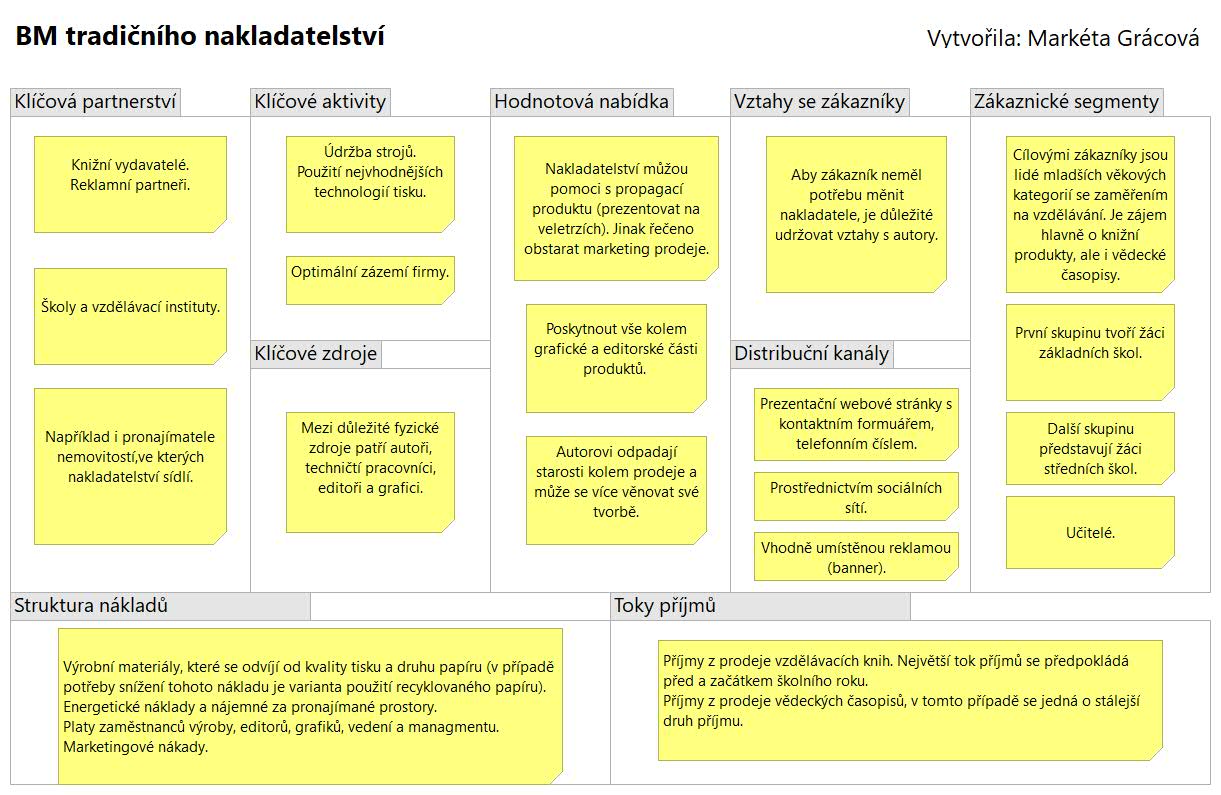 BM tradičního nakladatelství
Vytvořila: Markéta Grácová
Klíčová partnerství
Knižní vydavatelé.
Reklamní partneři.
Školy a vzdělávací instituty.
Například i pronajímatele
nemovitostí,ve kterých
nakladatelství sídlí.
Klíčové aktivity
Údržba strojů.
Použití nejvhodnějších
technologií tisku.
Optimální zázemí firmy.
Klíčové zdroje
Mezi důležité fyzické
zdroje patří autoři,
techničtí pracovníci,
editoři a grafici.
Hodnotová nabídka
Nakladatelství můžou
pomoci s propagací
produktu (prezentovat na
veletrzích). Jinak řečeno
obstarat marketing prodeje.
Poskytnout vše kolem
grafické a editorské části
produktů.
Autorovi odpadají
starosti kolem prodeje a
může se více věnovat své
tvorbě.
Vztahy se zákazníky
Aby zákazník neměl
potřebu měnit
nakladatele, je důležité
udržovat vztahy s autory.
Distribuční kanály
Prezentační webové stránky s
kontaktním formuářem,
telefonním číslem.
Prostřednictvím sociálních
sítí.
Vhodně umístěnou reklamou
(banner).
Zákaznické segmenty
Cílovými zákazníky jsou
lidé mladších věkových
kategorií se zaměřením
na vzdělávání. Je zájem
hlavně o knižní
produkty, ale i vědecké
časopisy.
První skupinu tvoří žáci
základních škol.
Další skupinu
představují žáci
středních škol.
Učitelé.
Struktura nákladů
Výrobní materiály, které se odvíjí od kvality tisku a druhu papíru (v případě
potřeby snížení tohoto nákladu je varianta použití recyklovaného papíru).
Energetické náklady a nájemné za pronajímané prostory.
Platy zaměstnanců výroby, editorů, grafiků, vedení a managmentu.
Marketingové nákady.
Toky příjmů
Příjmy z prodeje vzdělávacích knih. Největší tok příjmů se předpokládá
před a začátkem školního roku.
Příjmy z prodeje vědeckých časopisů, v tomto případě se jedná o stálejší
druh příjmu.